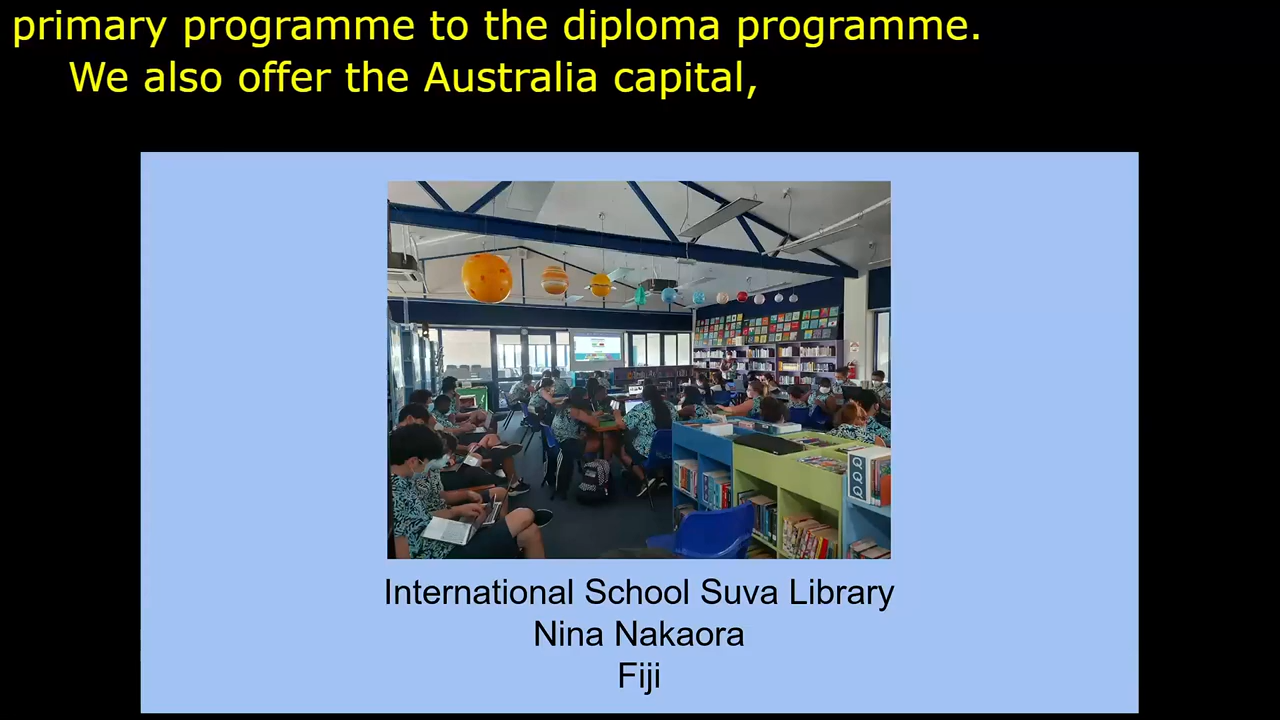 primary programme to the diploma programme.
We also offer the Australia capital,
Q
Q
Q
International School Suva Library
Nina Nakaora
Fiji